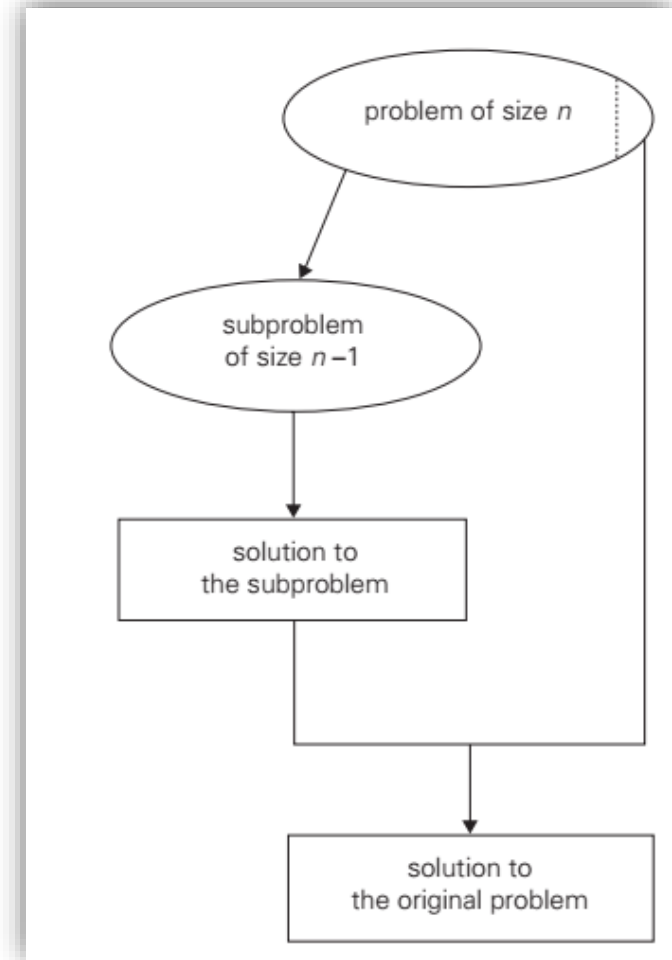 problem of size n
subproblem
of size n–1
solution to
the subproblem
solution to
the original problem